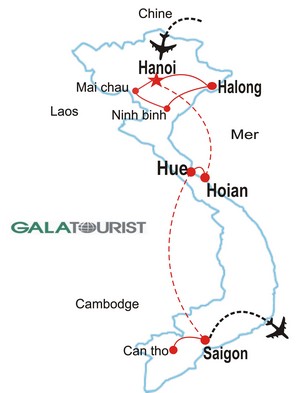 Chine
Hanoi
Mai chau
Halong
Laos
Ninh binh
Mer
Hue
Hoian
GALATOURIST
Cambodge
Can tho
Saigon